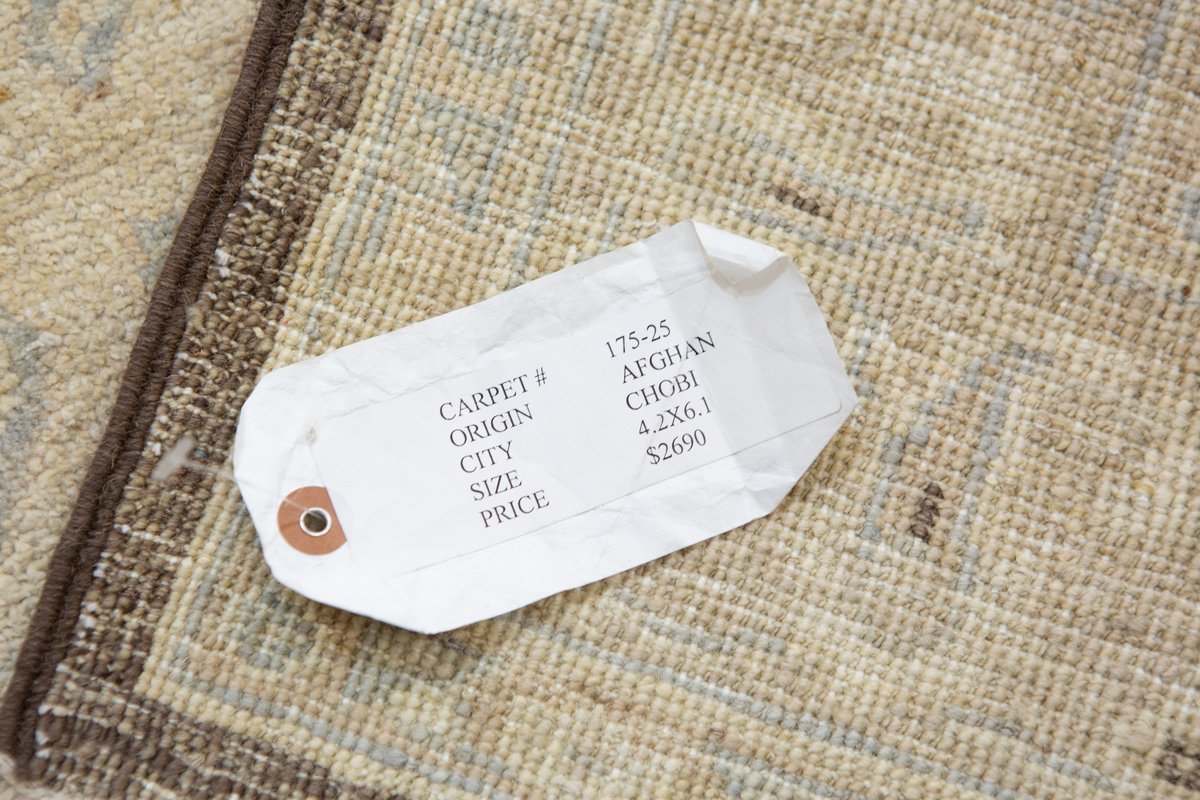 CARPET # 175-25
ORIGIN AFGHAN
CITY CHOBI
SIZE 4.2X6.1
PRICE $2690